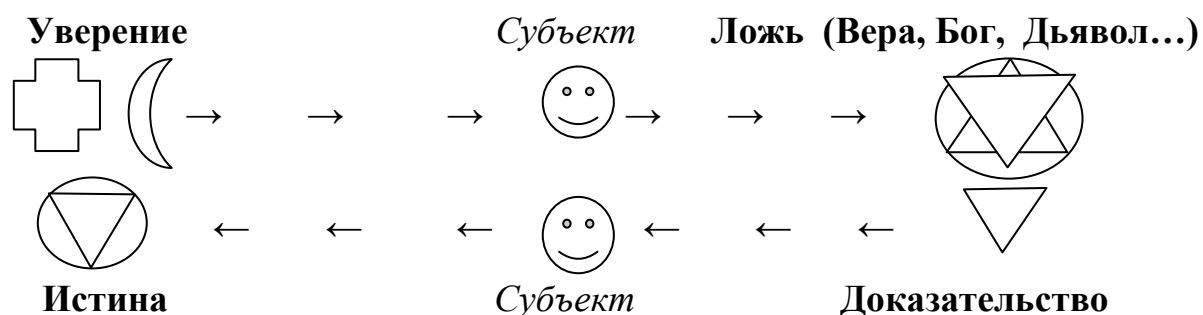 Уверение Субъект Ложь (Вера, Бог, Дьявол…)
→ → → → → →
← ← ← ← ← ←
Истина Субъект Доказательство